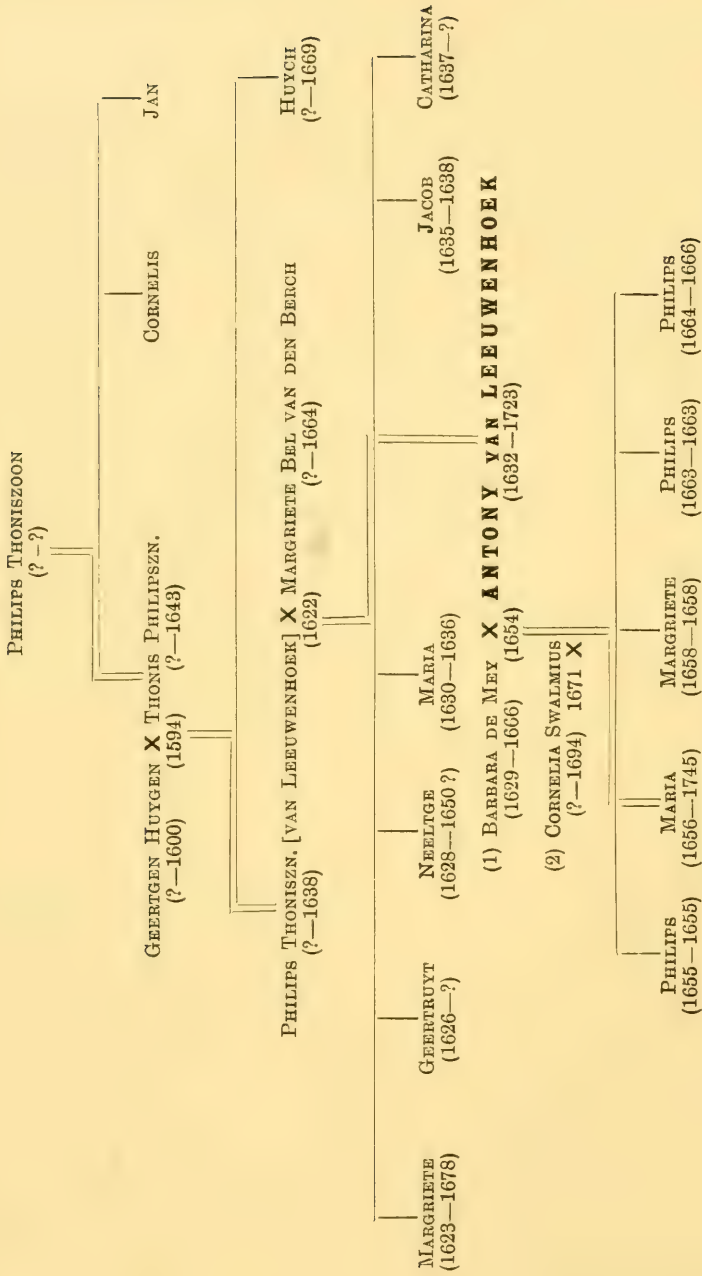 PHILIPS THONISZOON
(?–?)
GEERTGEN HUYGEN X THONIS PHILIPSZN.
(?—1600) (1594) (?—1643)
CORNELIS
JAN
PHILIPS THONISZN. [VAN LEEUWENHOEK] X MARGRIETE BEL VAN DEN BERCH
(?—1638) (1622) (?—1664)
HUYCH
(?—1669)
MARGRIETE
(1623—1678)
GEERTRUYT
(1626—?)
NEELTGE
(1628—1650?)
MARIA
(1630—1636)
JACOB
(1635—1638)
CATHARINA
(1637—?)
(1) BARBARA DE MEY X ANTONY VAN LEEUWENHOEK
(1629—1666) (1654) (1632—1723)
(2) CORNELIA SWALMIUS 1671 X
(?—1694)
PHILIPS
(1655—1655)
MARIA
(1656—1745)
MARGRIETE
(1658—1658)
PHILIPS
(1663—1663)
PHILIPS
(1664—1666)